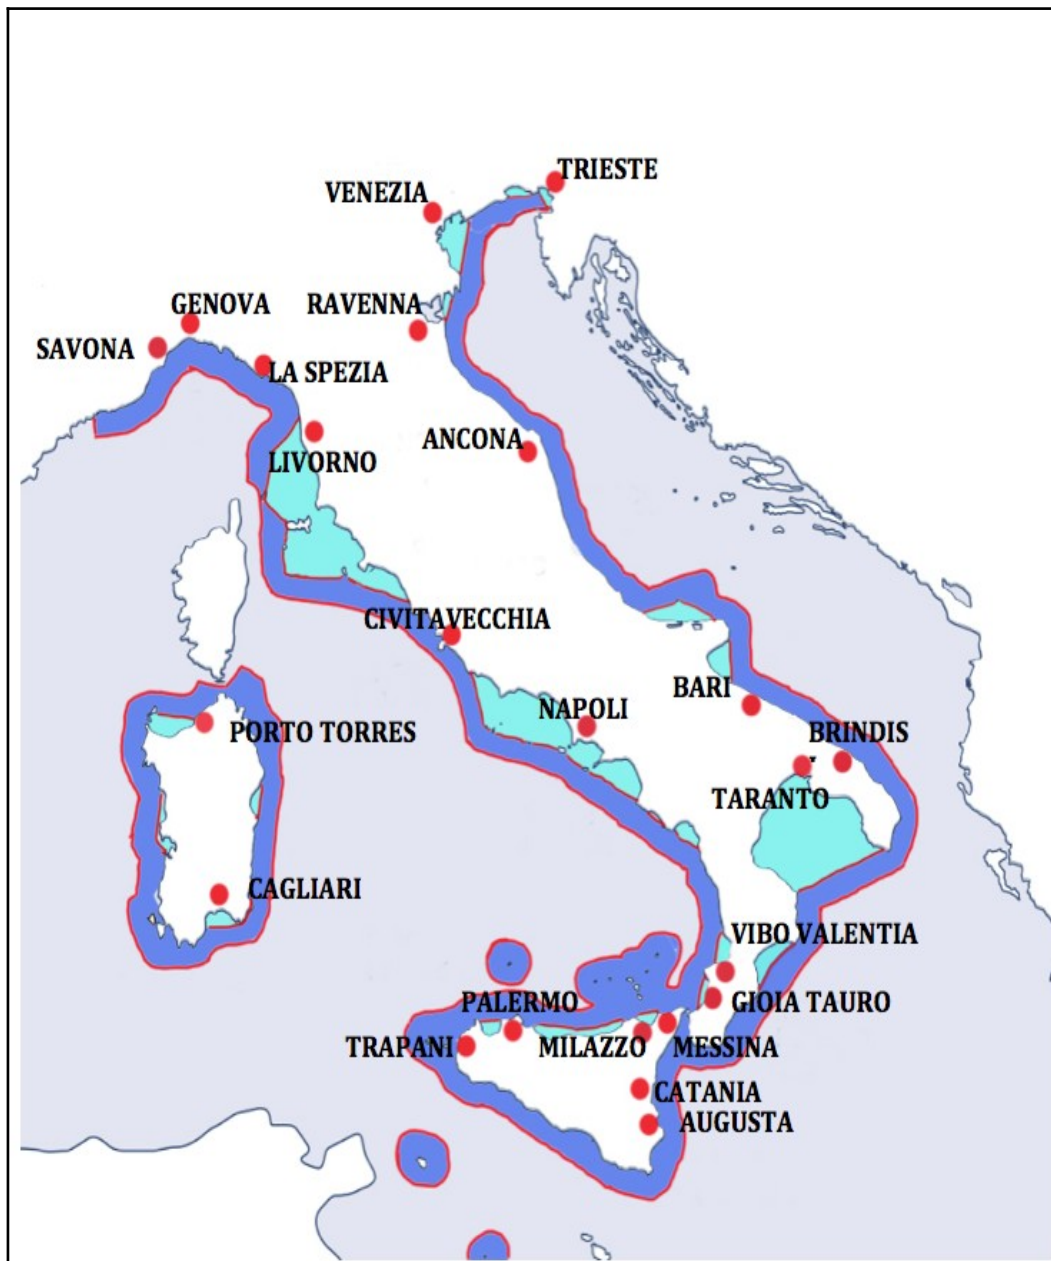 TRIESTE
VENEZIA
GENOVA
RAVENNA
SAVONA
LA SPEZIA
ANCONA
LIVORNO
CIVITAVECCHIA
BARI
NAPOLI
PORTO TORRES
BRINDIS
TARANTO
CAGLIARI
VIBO VALENTIA
PALERMO
GIOIA TAURO
TRAPANI
MILAZZO
MESSINA
CATANIA
AUGUSTA